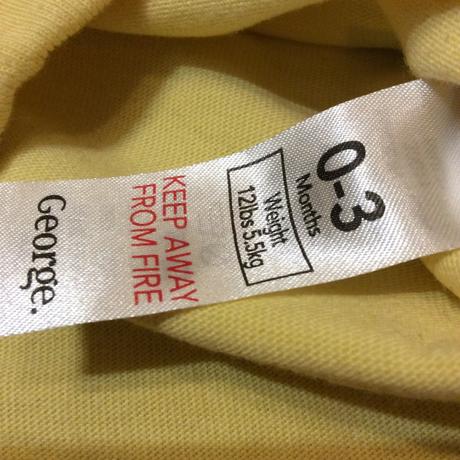 0-3
Months
Weight
12lbs 5.5kg
KEEP AWAY
FROM FIRE
George.